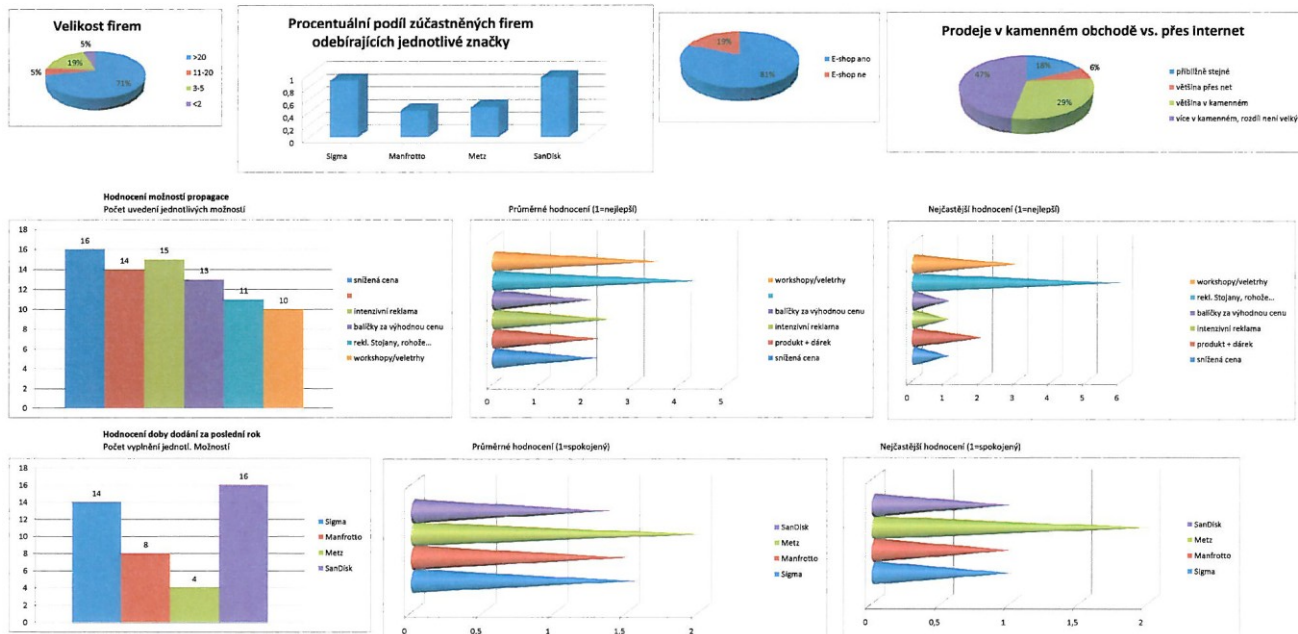 Velikost firem
5%
5%
19%
71%
>20
11-20
3-5
<2
Procentuální podíl zúčastněných firem
odebírajících jednotlivé značky
1
0,8
0,6
0,4
0,2
0
Sigma
Manfrotto
Metz
SanDisk
19%
81%
E-shop ano
E-shop ne
Prodeje v kamenném obchodě vs. přes internet
18%
6%
47%
29%
přibližně stejné
většina přes net
většina v kamenném
více v kamenném, rozdíl není velký
Hodnocení možností propagace
Počet uvedení jednotlivých možností
18
16
14
12
10
8
6
4
2
0
16
14
15
13
11
10
snížená cena
intenzivní reklama
balíčky za výhodnou cenu
rekl. Stojany, rohože...
workshopy/veletrhy
Průměrné hodnocení (1=nejlepší)
workshopy/veletrhy
balíčky za výhodnou cenu
intenzivní reklama
produkt + dárek
snížená cena
0
1
2
3
4
5
Nejčastější hodnocení (1=nejlepší)
workshopy/veletrhy
rekl. Stojany, rohože...
balíčky za výhodnou cenu
intenzivní reklama
produkt + dárek
snížená cena
0
1
2
3
4
5
6
Hodnocení doby dodání za poslední rok
Počet vyplnění jednotl. Možností
18
16
14
12
10
8
6
4
2
0
14
8
4
16
Sigma
Manfrotto
Metz
SanDisk
Průměrné hodnocení (1=spokojený)
SanDisk
Metz
Manfrotto
Sigma
0
0,5
1
1,5
2
Nejčastější hodnocení (1=spokojený)
SanDisk
Metz
Manfrotto
Sigma
0
0,5
1
1,5
2